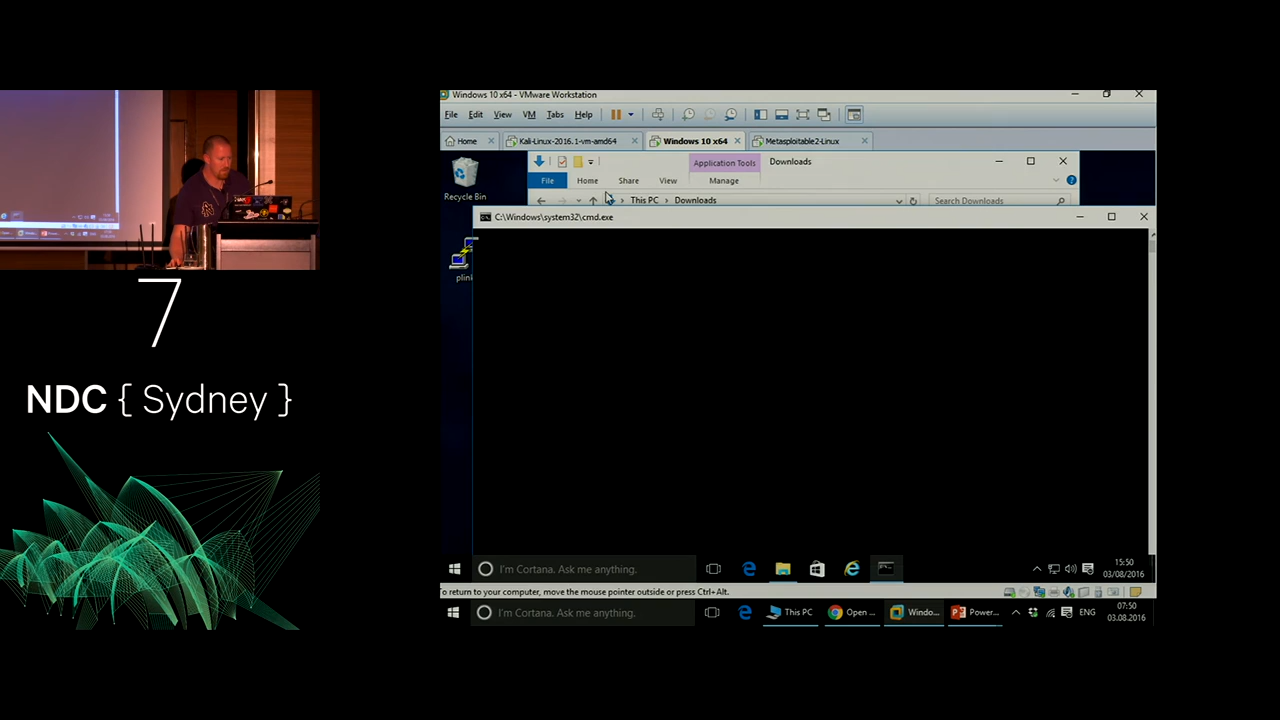 7
NDC { Sydney }
Windows 10 x64 - VMware Workstation
File Edit View VM Tabs Help
Home Kali-Linux-2016.1-vm-amd64 Windows 10 x64 Metasploitable2-Linux
Recycle Bin
Application Tools Downloads
File Home Share View Manage
This PC > Downloads Search Downloads
C:\Windows\system32\cmd.exe
plink
I'm Cortana. Ask me anything.
15:50
03/08/2016
o return to your computer, move the mouse pointer outside or press Ctrl+Alt.
I'm Cortana. Ask me anything. This PC Open ... Windo... Power... ENG
07:50
03.08.2016